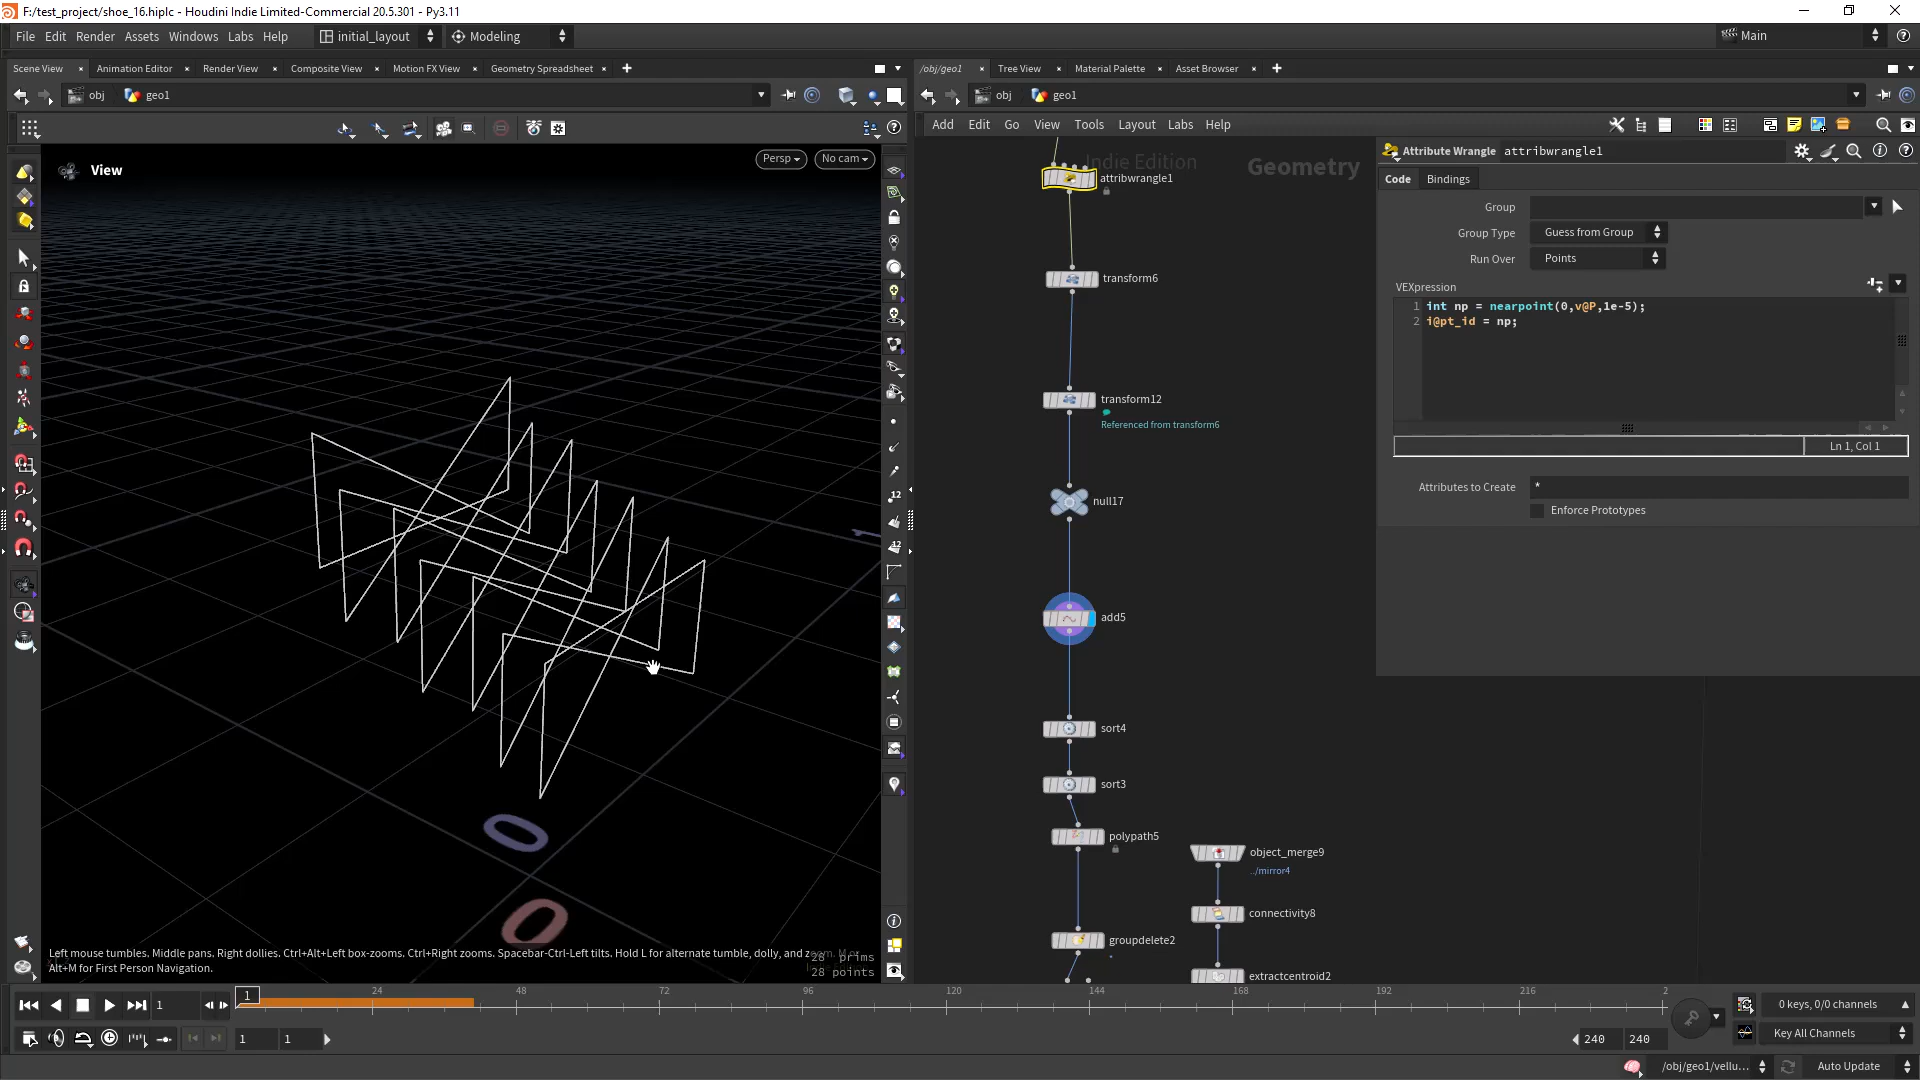 F:/test_project/shoe_16.hiplc - Houdini Indie Limited-Commercial 20.5.301 - Py3.11
File Edit Render Assets Windows Labs Help initial_layout Modeling Main
Scene View Animation Editor Render View Composite View Motion FX View Geometry Spreadsheet
/obj/geo1 Tree View Material Palette Asset Browser
obj geo1
obj geo1
Add Edit Go View Tools Layout Labs Help
View
Persp
No cam
Indie Edition
Geometry
attribwrangle1
transform6
transform12
Referenced from transform6
null17
add5
sort4
sort3
polypath5
object_merge9
../mirror4
connectivity8
groupdelete2
extractcentroid2
Attribute Wrangle attribwrangle1
Code Bindings
Group
Group Type Guess from Group
Run Over Points
VEXpression
1 int np = nearpoint(0,v@P,1e-5);
2 i@pt_id = np;
Ln 1, Col 1
Attributes to Create *
Enforce Prototypes
12
12
0
0
Left mouse tumbles. Middle pans. Right dollies. Ctrl+Alt+Left box-zooms. Ctrl+Right zooms. Spacebar-Ctrl-Left tilts. Hold L for alternate tumble, dolly, and zoom.
Alt+M for First Person Navigation.
28 prims
28 points
1 1 24 48 72 96 120 144 168 192 216 2
0 keys, 0/0 channels
1 1 240 240 Key All Channels
/obj/geo1/vellu... Auto Update